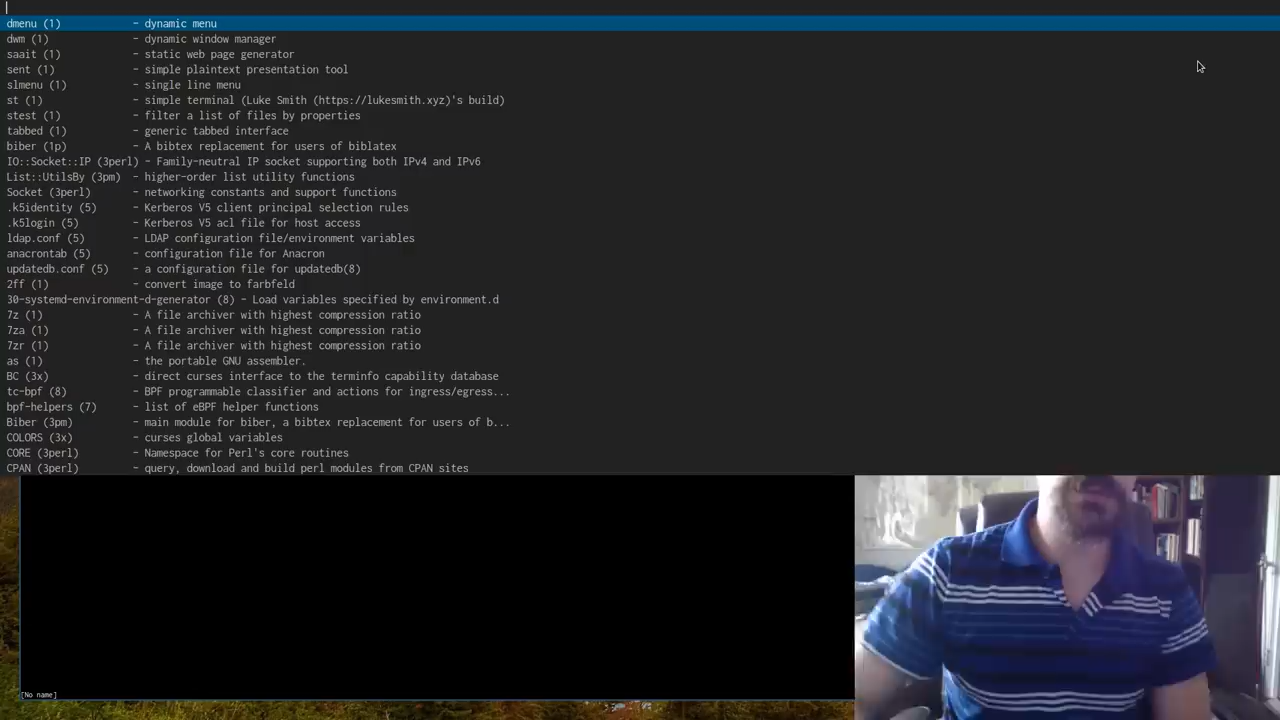 dmenu (1) - dynamic menu
dwm (1) - dynamic window manager
saait (1) - static web page generator
sent (1) - simple plaintext presentation tool
slmenu (1) - single line menu
st (1) - simple terminal (Luke Smith (https://lukesmith.xyz)'s build)
stest (1) - filter a list of files by properties
tabbed (1) - generic tabbed interface
biber (1p) - A bibtex replacement for users of biblatex
IO::Socket::IP (3perl) - Family-neutral IP socket supporting both IPv4 and IPv6
List::UtilsBy (3pm) - higher-order list utility functions
Socket (3perl) - networking constants and support functions
.k5identity (5) - Kerberos V5 client principal selection rules
.k5login (5) - Kerberos V5 acl file for host access
ldap.conf (5) - LDAP configuration file/environment variables
anacrontab (5) - configuration file for Anacron
updatedb.conf (5) - a configuration file for updatedb(8)
2ff (1) - convert image to farbfeld
30-systemd-environment-d-generator (8) - Load variables specified by environment.d
7z (1) - A file archiver with highest compression ratio
7za (1) - A file archiver with highest compression ratio
7zr (1) - A file archiver with highest compression ratio
as (1) - the portable GNU assembler.
BC (3x) - direct curses interface to the terminfo capability database
tc-bpf (8) - BPF programmable classifier and actions for ingress/egress...
bpf-helpers (7) - list of eBPF helper functions
Biber (3pm) - main module for biber, a bibtex replacement for users of b...
COLORS (3x) - curses global variables
CORE (3perl) - Namespace for Perl's core routines
CPAN (3perl) - query, download and build perl modules from CPAN sites
[No name]